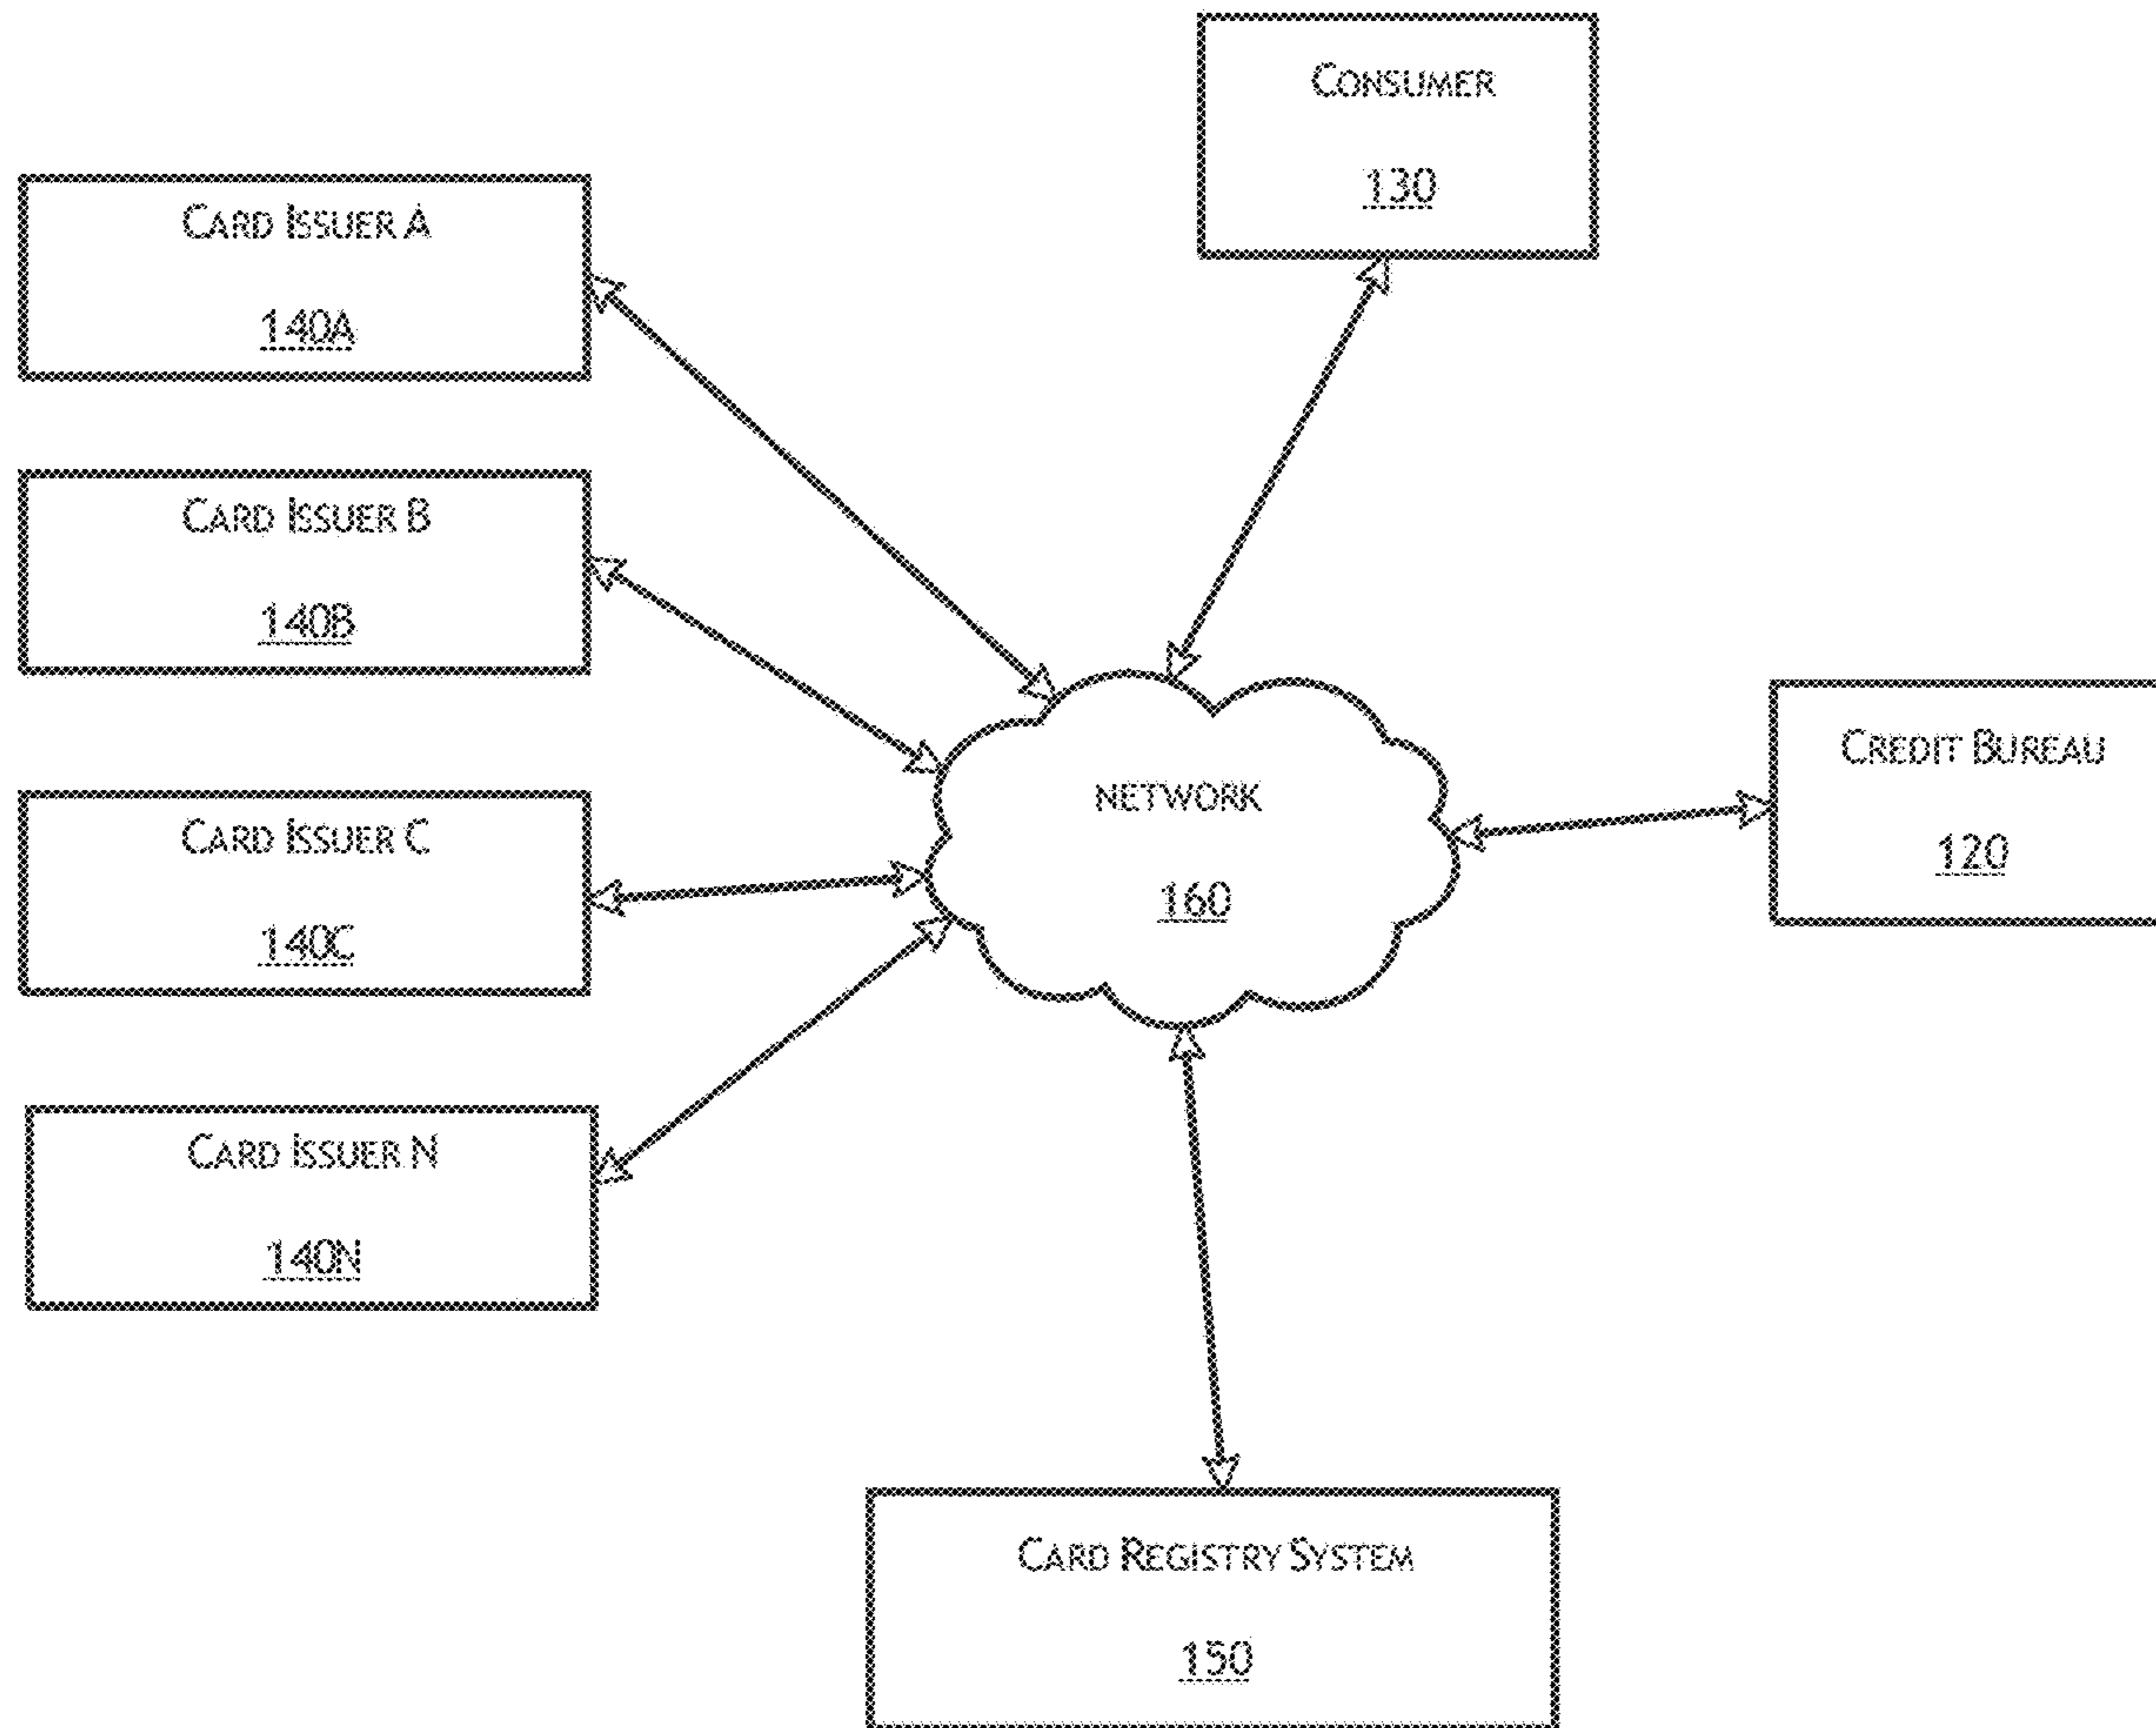 CONSUMER
130
CARD ISSUER A
140A
CARD ISSUER B
140B
CARD ISSUER C
140C
CARD ISSUER N
140N
NETWORK
160
CREDIT BUREAU
120
CARD REGISTRY SYSTEM
150